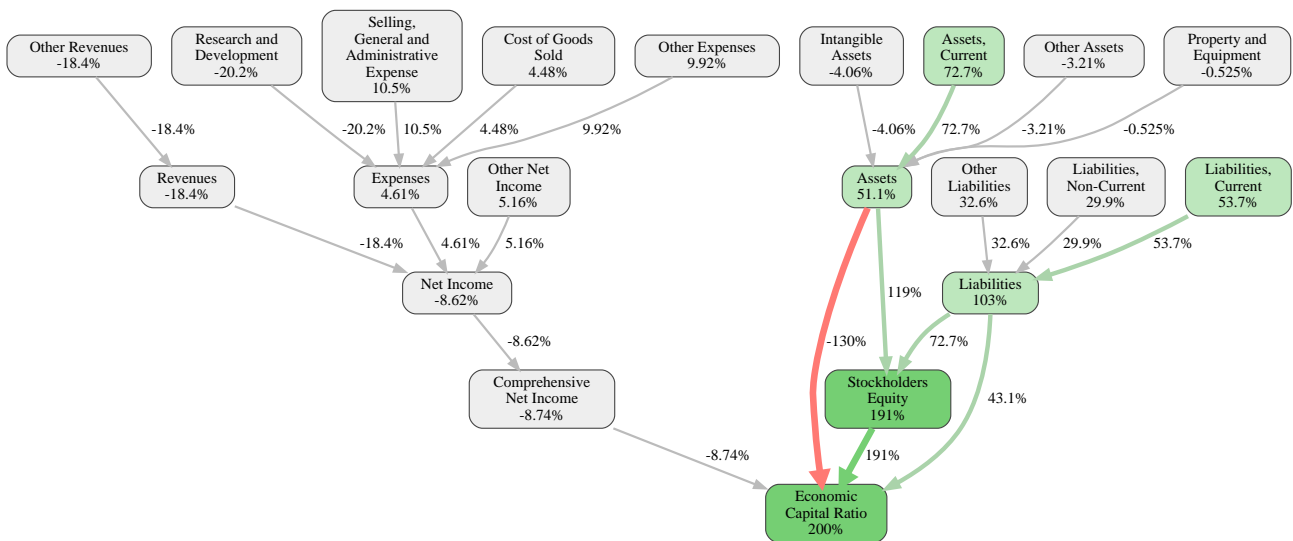 Other Revenues
-18.4%
Research and
Development
-20.2%
Selling,
General and
Administrative
Expense
10.5%
Cost of Goods
Sold
4.48%
Other Expenses
9.92%
Intangible
Assets
-4.06%
Assets,
Current
72.7%
Other Assets
-3.21%
Property and
Equipment
-0.525%
-18.4%
-20.2%
10.5%
4.48%
9.92%
-4.06%
72.7%
-3.21%
-0.525%
Revenues
-18.4%
Expenses
4.61%
Other Net
Income
5.16%
Assets
51.1%
Other
Liabilities
32.6%
Liabilities,
Non-Current
29.9%
Liabilities,
Current
53.7%
-18.4%
4.61%
5.16%
32.6%
29.9%
53.7%
Net Income
-8.62%
119%
Liabilities
103%
-8.62%
-130%
72.7%
Comprehensive
Net Income
-8.74%
Stockholders
Equity
191%
43.1%
-8.74%
191%
Economic
Capital Ratio
200%